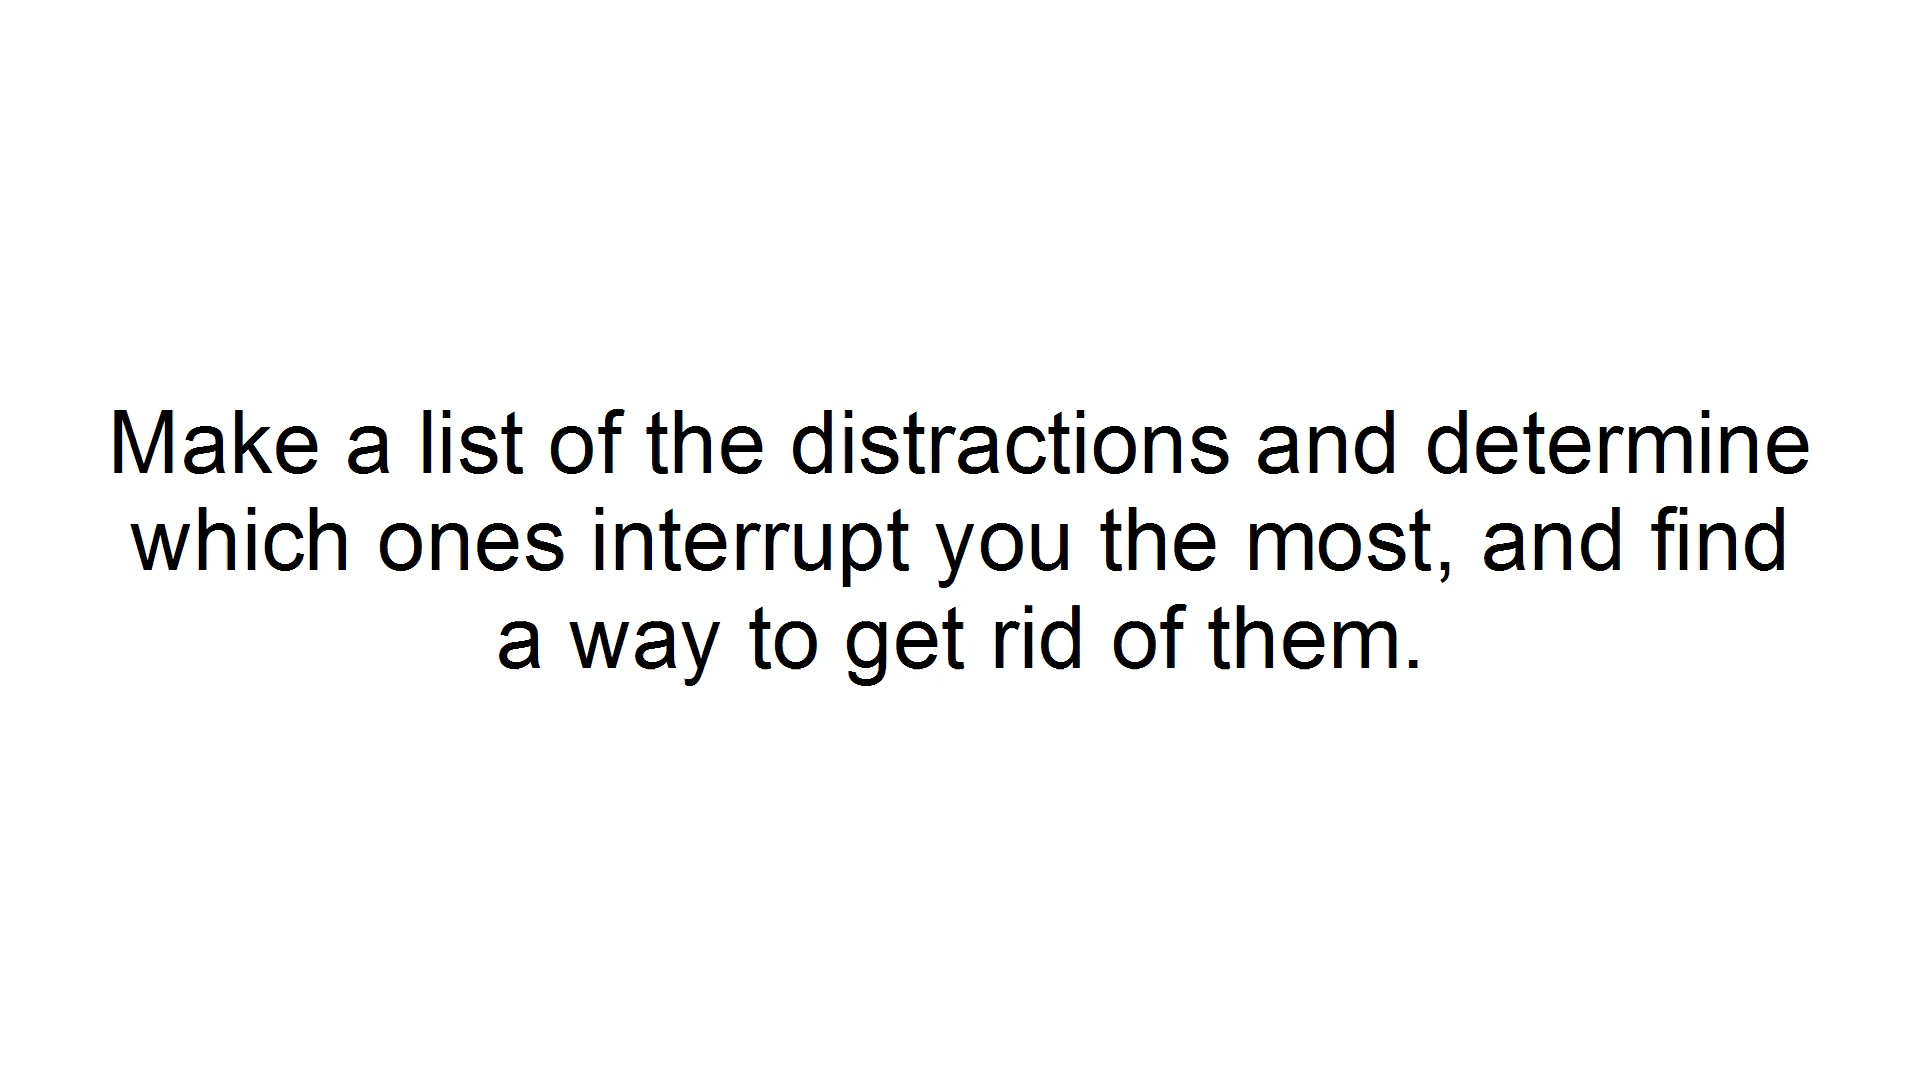 Make a list of the distractions and determine
which ones interrupt you the most, and find
a way to get rid of them.